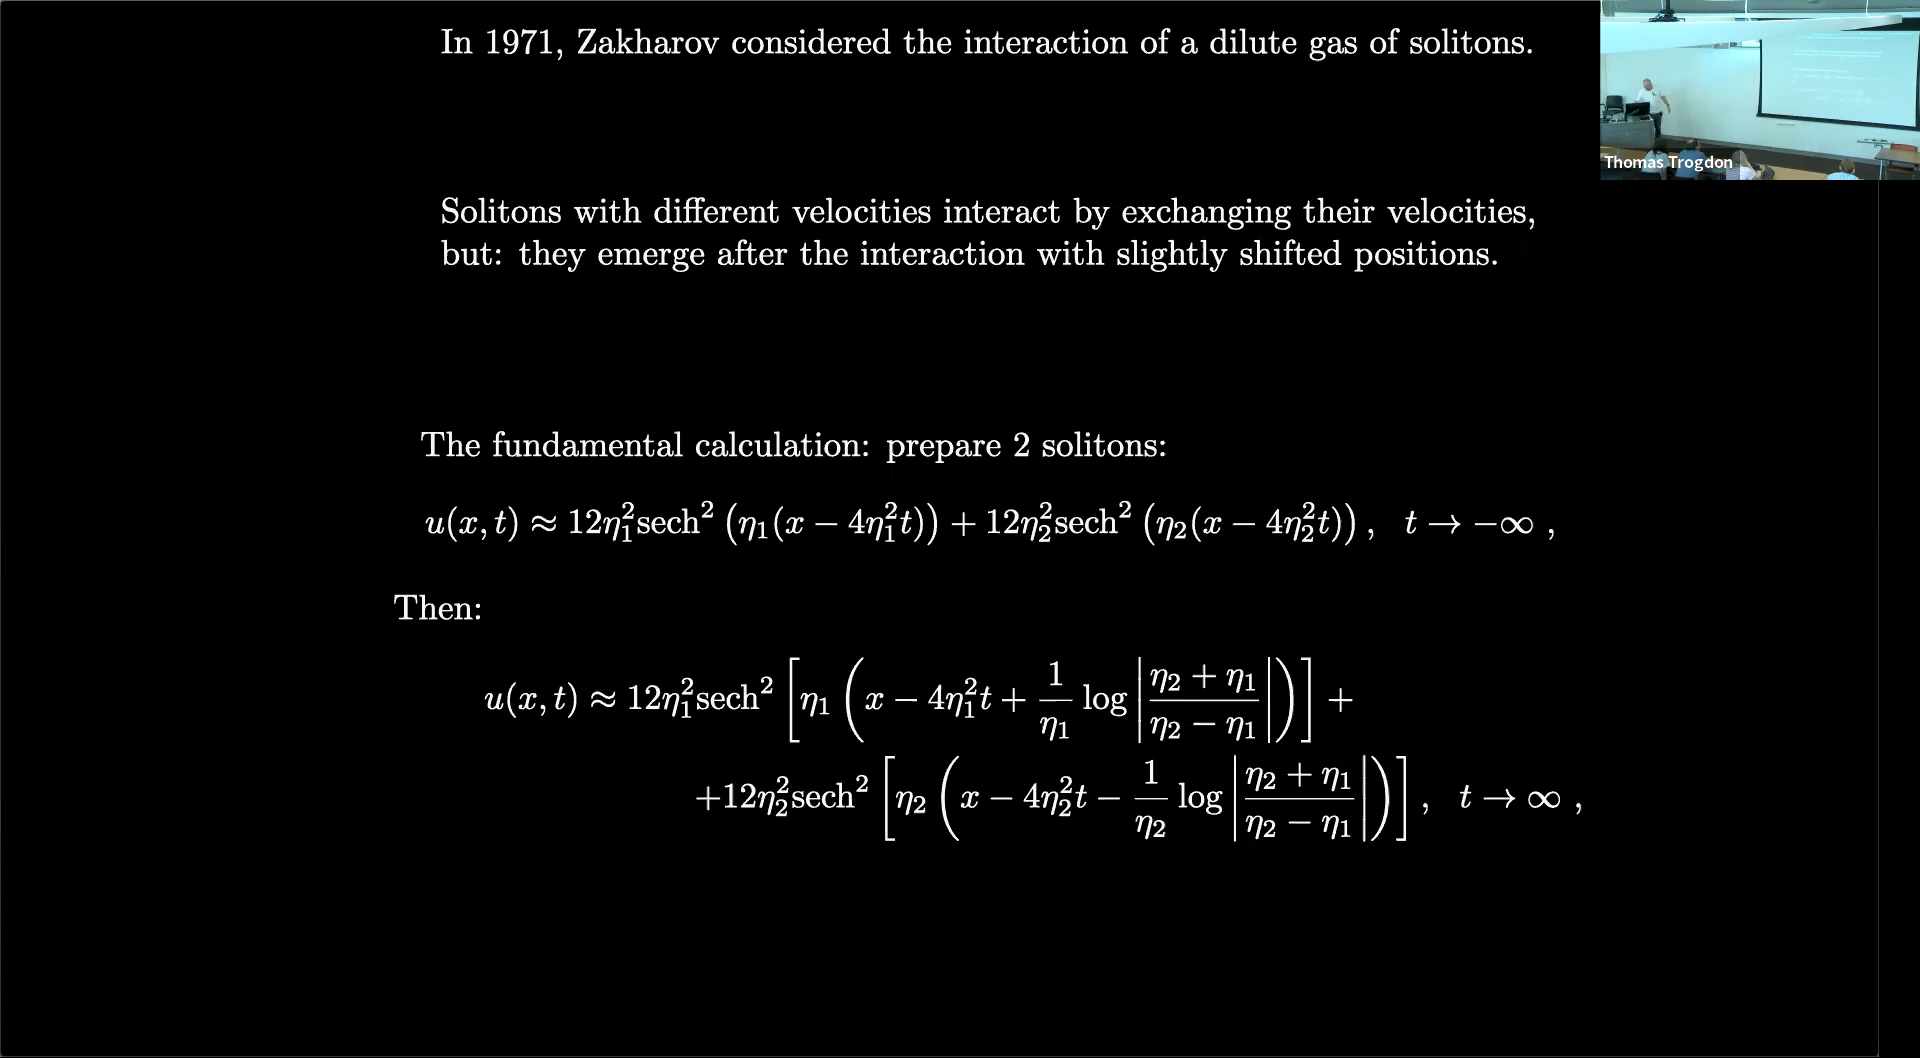 In 1971, Zakharov considered the interaction of a dilute gas of solitons.
Thomas Trogdon
Solitons with different velocities interact by exchanging their velocities,
but: they emerge after the interaction with slightly shifted positions.
The fundamental calculation: prepare 2 solitons:
u(x, t) ≈ 12η₁²sech² (η₁(x − 4η₁²t)) + 12η₂²sech² (η₂(x − 4η₂²t)) , t → −∞ ,
Then:
u(x, t) ≈ 12η₁²sech² [η₁ (x − 4η₁²t + 1/η₁ log |(η₂ + η₁)/(η₂ − η₁)|)] +
+12η₂²sech² [η₂ (x − 4η₂²t − 1/η₂ log |(η₂ + η₁)/(η₂ − η₁)|)] , t → ∞ ,